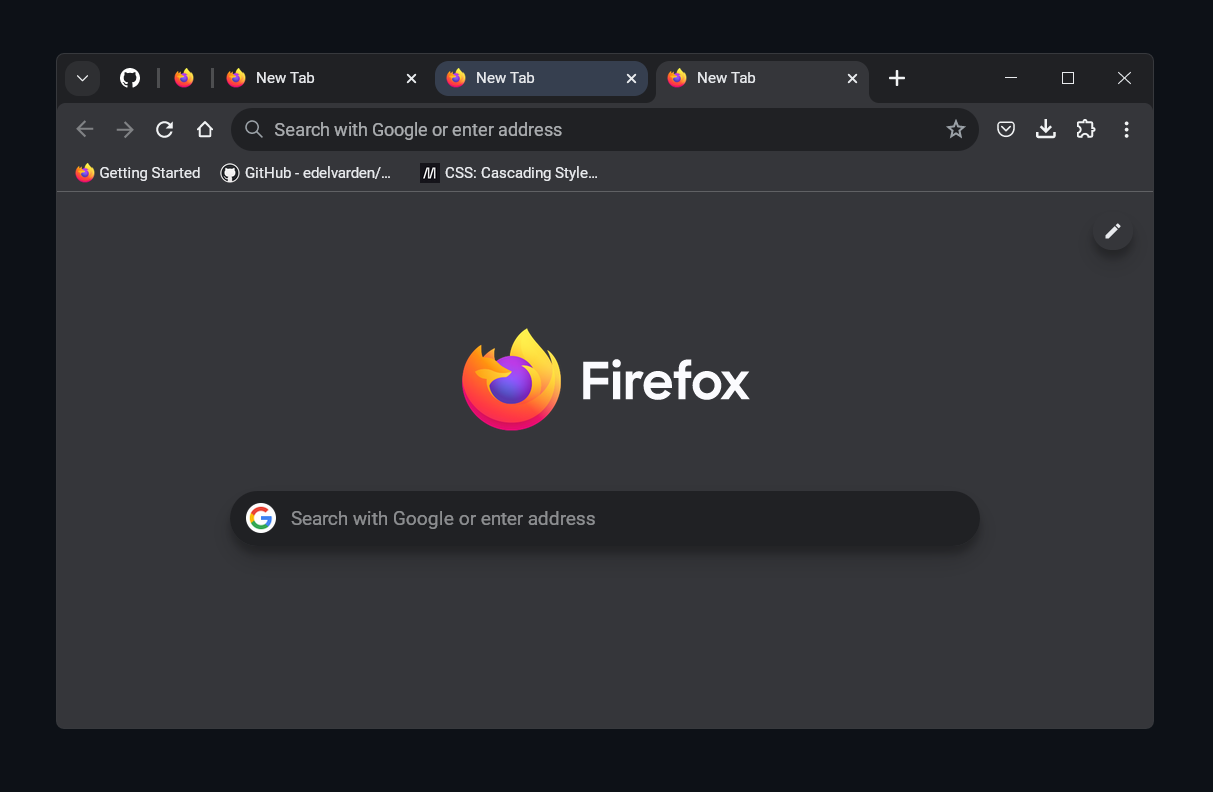 New Tab New Tab New Tab
Search with Google or enter address
Getting Started GitHub - edelvarden/... CSS: Cascading Style...
Firefox
Search with Google or enter address